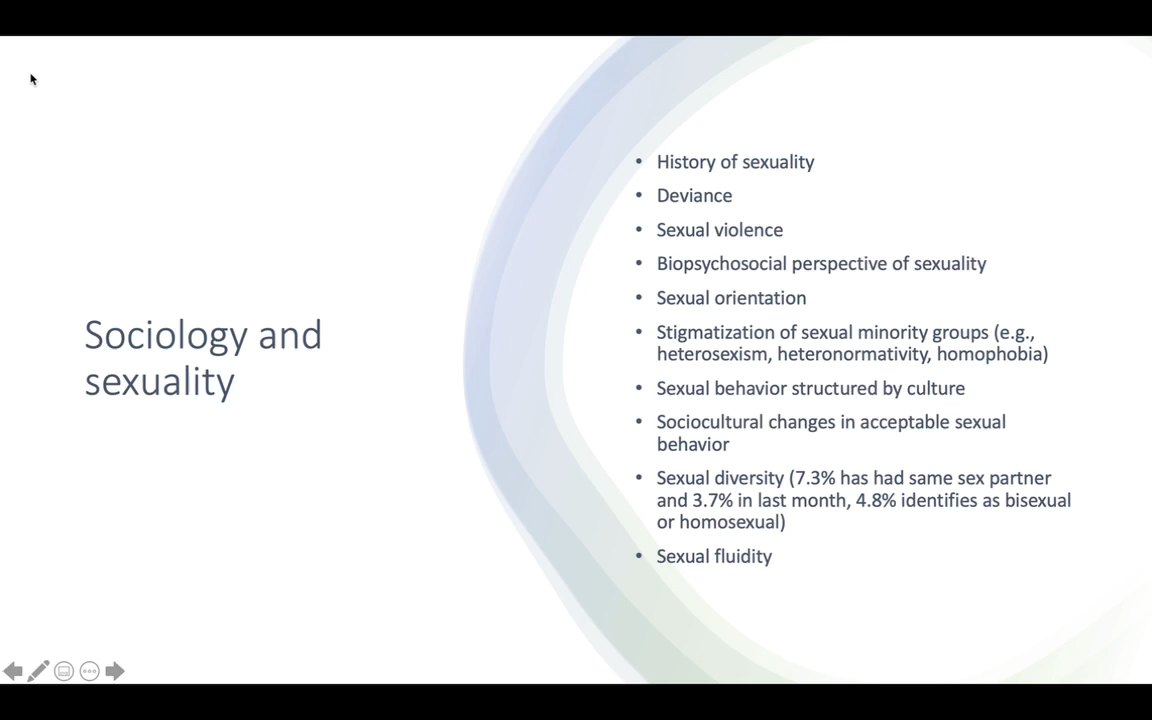 Sociology and
sexuality
• History of sexuality
• Deviance
• Sexual violence
• Biopsychosocial perspective of sexuality
• Sexual orientation
• Stigmatization of sexual minority groups (e.g.,
heterosexism, heteronormativity, homophobia)
• Sexual behavior structured by culture
• Sociocultural changes in acceptable sexual
behavior
• Sexual diversity (7.3% has had same sex partner
and 3.7% in last month, 4.8% identifies as bisexual
or homosexual)
• Sexual fluidity